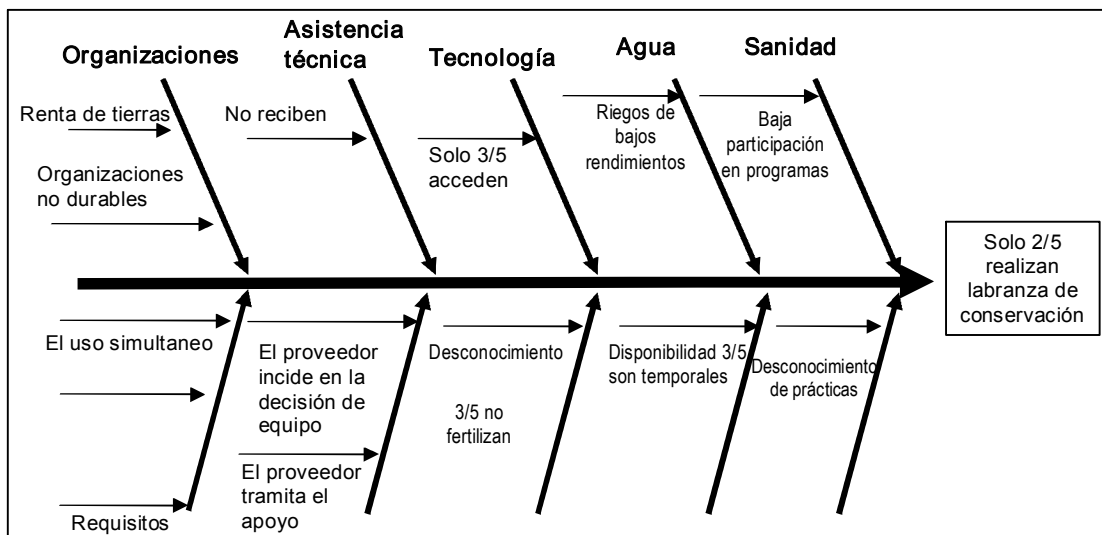 Organizaciones
Asistencia
técnica
Tecnología
Agua
Sanidad
Renta de tierras
Organizaciones
no durables
No reciben
Solo 3/5
acceden
Riegos de
bajos
rendimientos
Baja
participación
en programas
Solo 2/5
realizan
labranza de
conservación
El uso simultaneo
Requisitos
El proveedor
incide en la
decisión de
equipo
El proveedor
tramita el
apoyo
Desconocimiento
3/5 no
fertilizan
Disponibilidad 3/5
son temporales
Desconocimiento
de prácticas